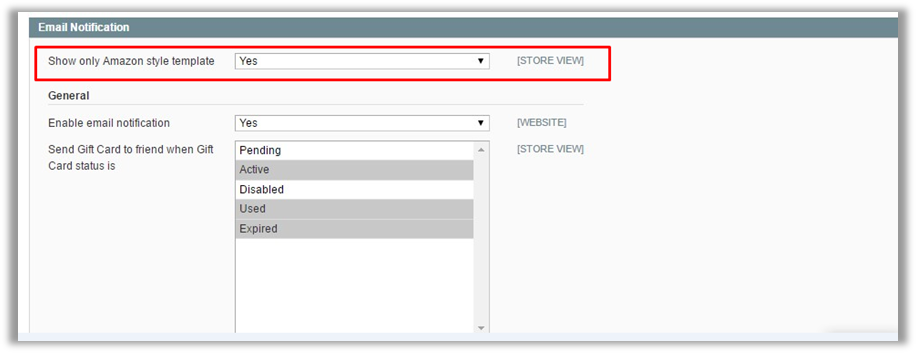 Email Notification
Show only Amazon style template Yes [STORE VIEW]
General
Enable email notification Yes [WEBSITE]
Send Gift Card to friend when Gift Pending [STORE VIEW]
Card status is Active
Disabled
Used
Expired